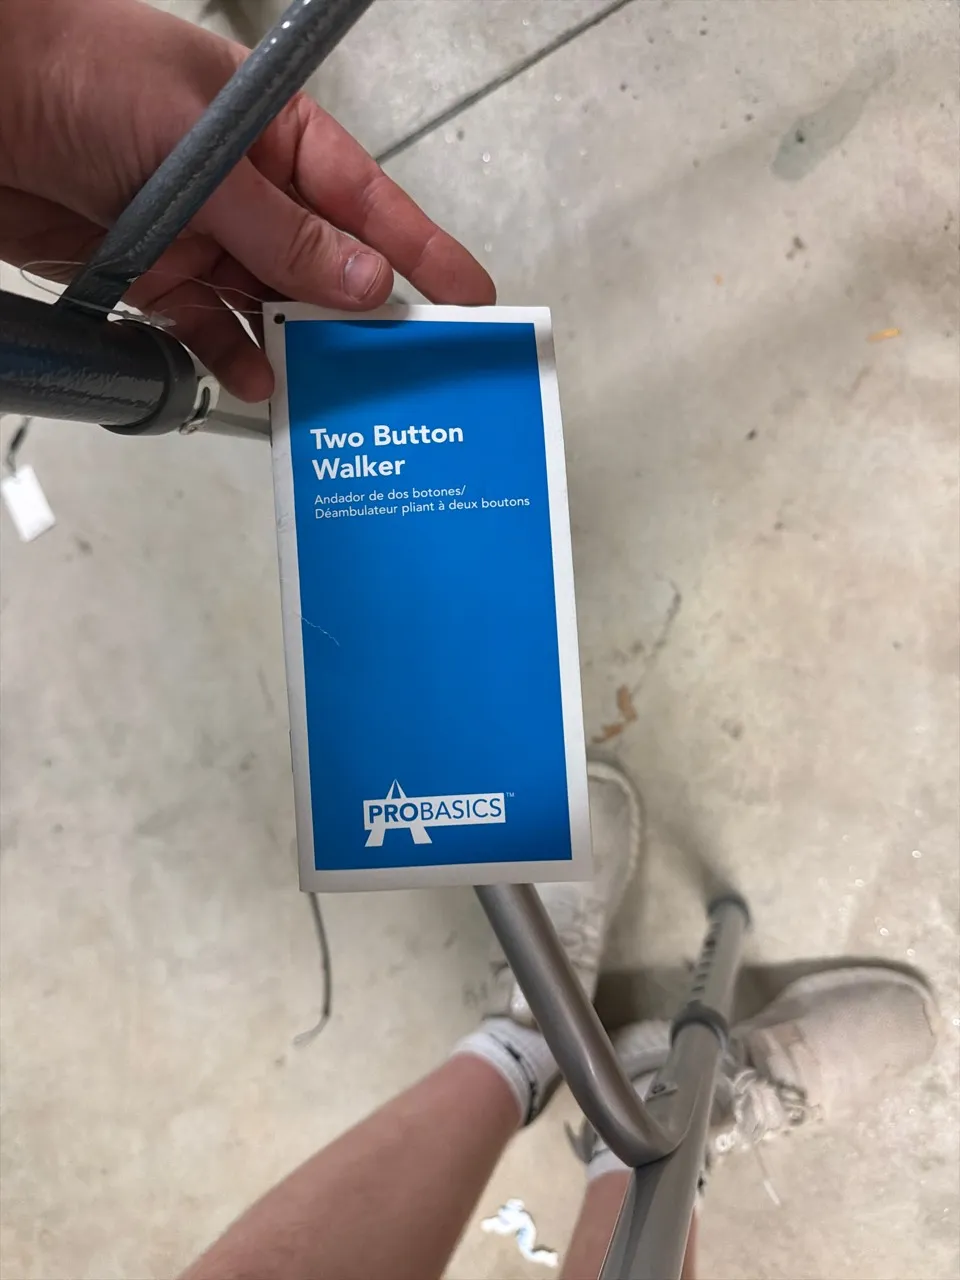 Two Button
Walker
Andador de dos botones/
Déambulateur pliant à deux boutons
PROBASICS™